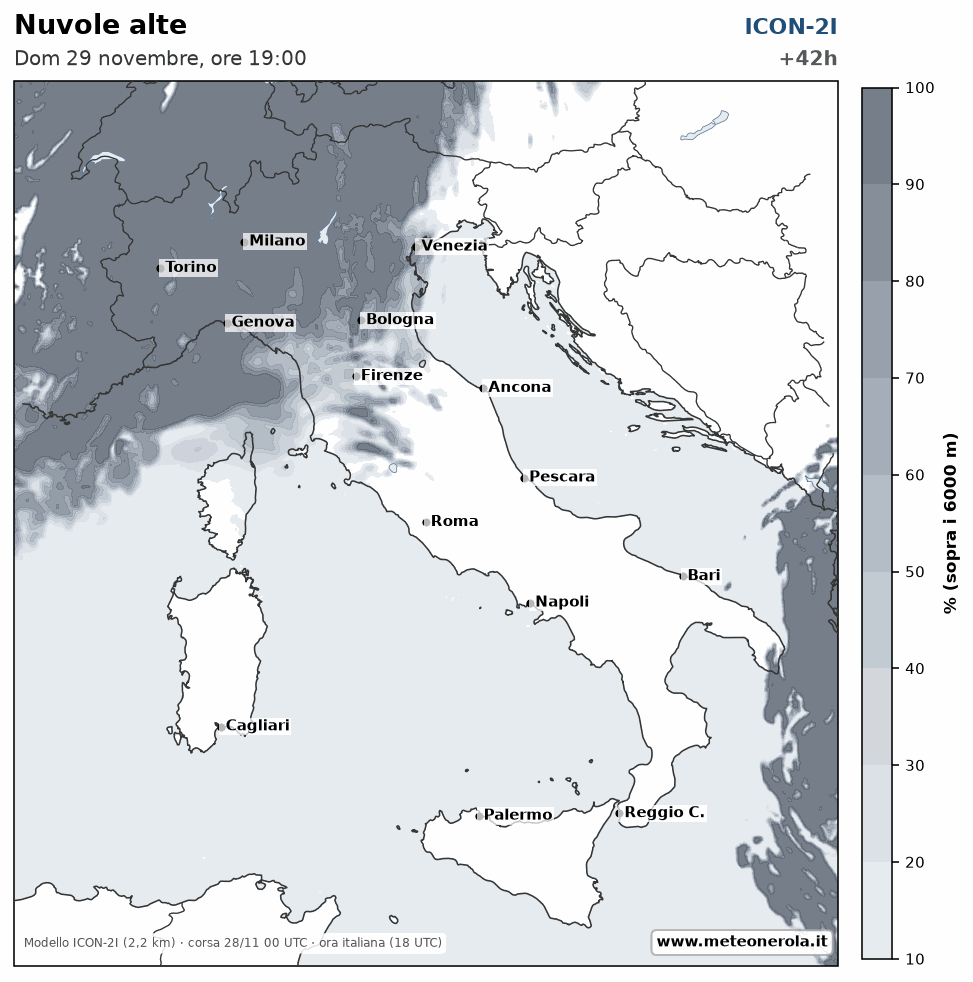 Nuvole alte
ICON-2I
Dom 29 novembre, ore 19:00
+42h
Milano
Venezia
Torino
Genova
Bologna
Firenze
Ancona
Pescara
Roma
Bari
Napoli
Cagliari
Palermo
Reggio C.
Modello ICON-2I (2,2 km) · corsa 28/11 00 UTC · ora italiana (18 UTC)
www.meteonerola.it
100
90
80
70
60
50
40
30
20
10
% (sopra i 6000 m)